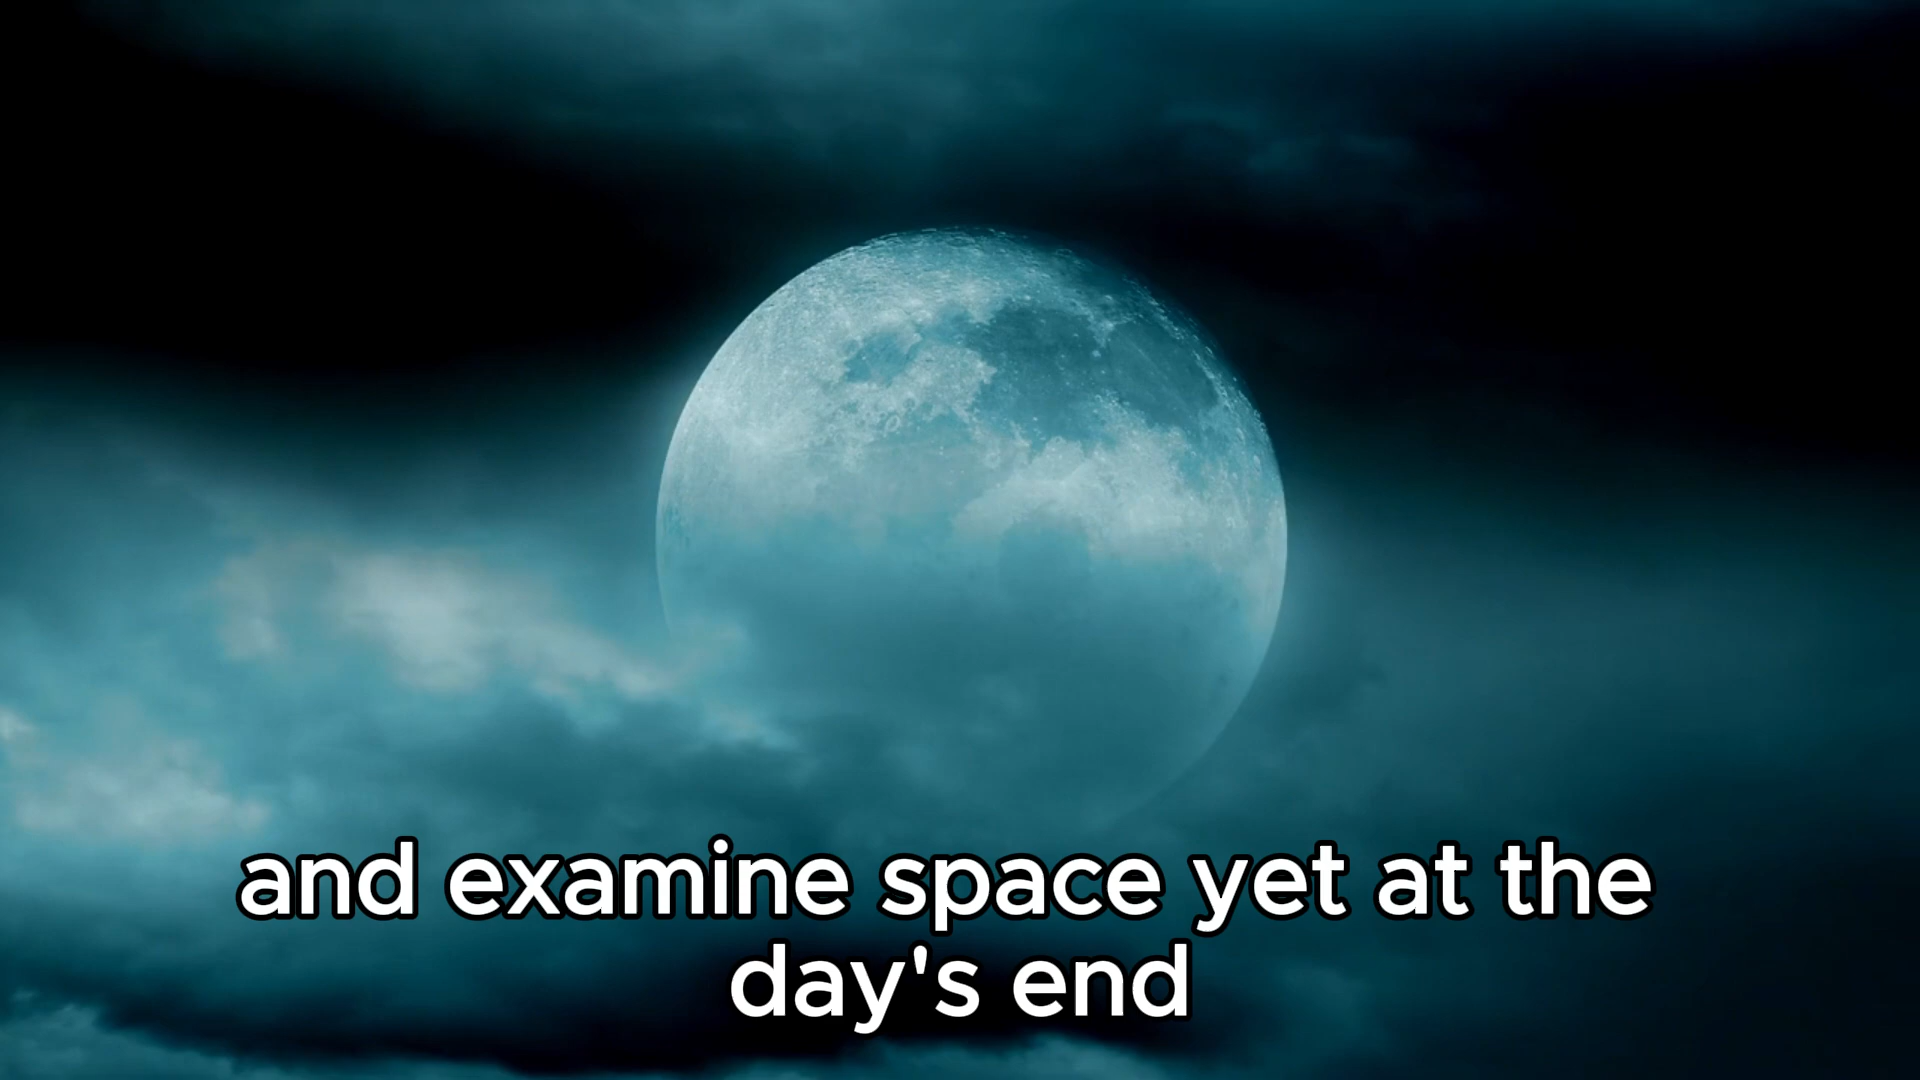 and examine space yet at the
day's end